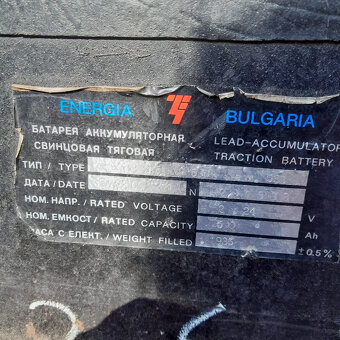 ENERGIA BULGARIA
БАТАРЕЯ АККУМУЛЯТОРНАЯ LEAD-ACCUMULATOR
СВИНЦОВАЯ ТЯГОВАЯ TRACTION BATTERY
ТИП / TYPE
ДАТА / DATE N
НОМ. НАПР. / RATED VOLTAGE V
НОМ. ЕМКОСТ / RATED CAPACITY Ah
МАСА С ЕЛЕКТ. / WEIGHT FILLED ±0.5%